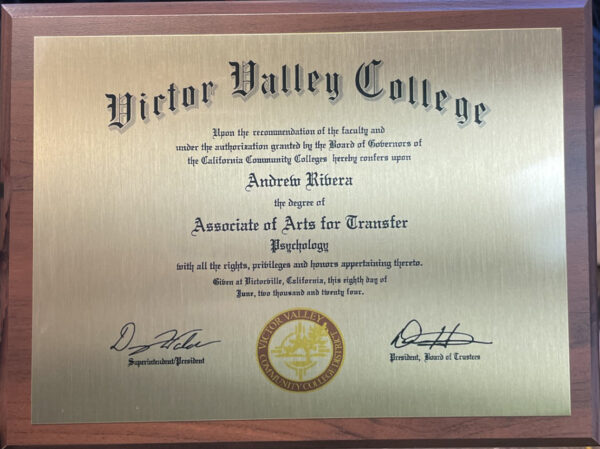 Victor Valley College
Upon the recommendation of the faculty and
under the authorization granted by the Board of Governors of
the California Community Colleges hereby confers upon
Andrew Rivera
the degree of
Associate of Arts for Transfer
Psychology
with all the rights, privileges and honors appertaining thereto.
Given at Victorville, California, this eighth day of
June, two thousand and twenty four.
Superintendent/President
VICTOR VALLEY
COMMUNITY COLLEGE DISTRICT
President, Board of Trustees